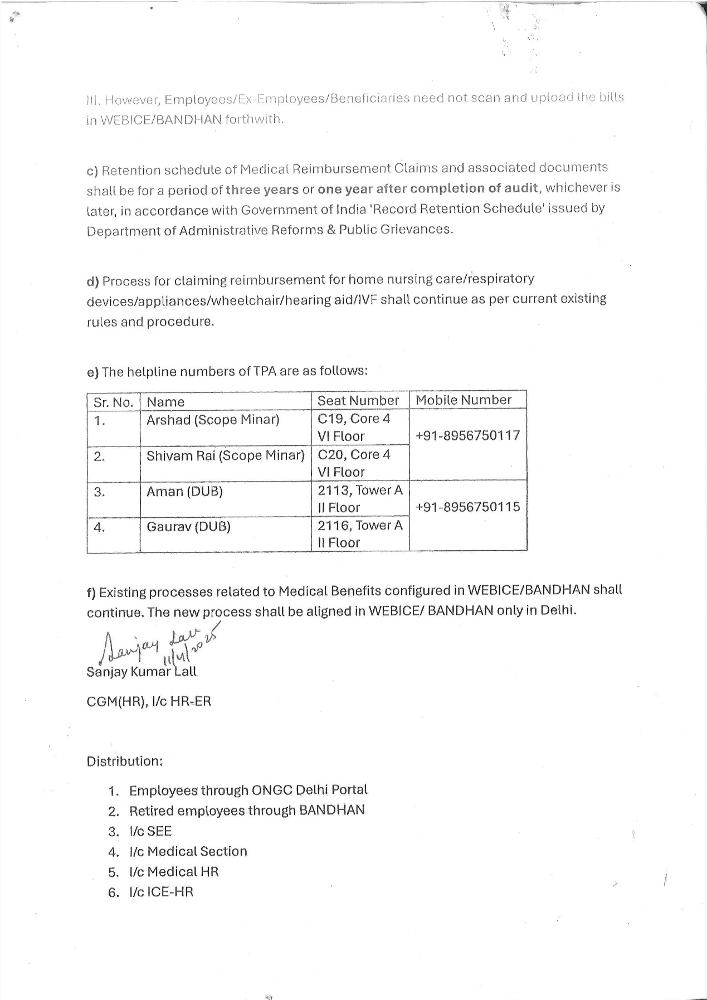 III. However, Employees/Ex-Employees/Beneficiaries need not scan and upload the bills
in WEBICE/BANDHAN forthwith.
c) Retention schedule of Medical Reimbursement Claims and associated documents
shall be for a period of three years or one year after completion of audit, whichever is
later, in accordance with Government of India 'Record Retention Schedule' issued by
Department of Administrative Reforms & Public Grievances.
d) Process for claiming reimbursement for home nursing care/respiratory
devices/appliances/wheelchair/hearing aid/IVF shall continue as per current existing
rules and procedure.
e) The helpline numbers of TPA are as follows:
Sr. No. Name Seat Number Mobile Number
1. Arshad (Scope Minar) C19, Core 4
VI Floor +91-8956750117
2. Shivam Rai (Scope Minar) C20, Core 4
VI Floor
3. Aman (DUB) 2113, Tower A
II Floor +91-8956750115
4. Gaurav (DUB) 2116, Tower A
II Floor
f) Existing processes related to Medical Benefits configured in WEBICE/BANDHAN shall
continue. The new process shall be aligned in WEBICE/ BANDHAN only in Delhi.
Sanjay Lall
11/4/2025
Sanjay Kumar Lall
CGM(HR), I/c HR-ER
Distribution:
1. Employees through ONGC Delhi Portal
2. Retired employees through BANDHAN
3. I/c SEE
4. I/c Medical Section
5. I/c Medical HR
6. I/c ICE-HR